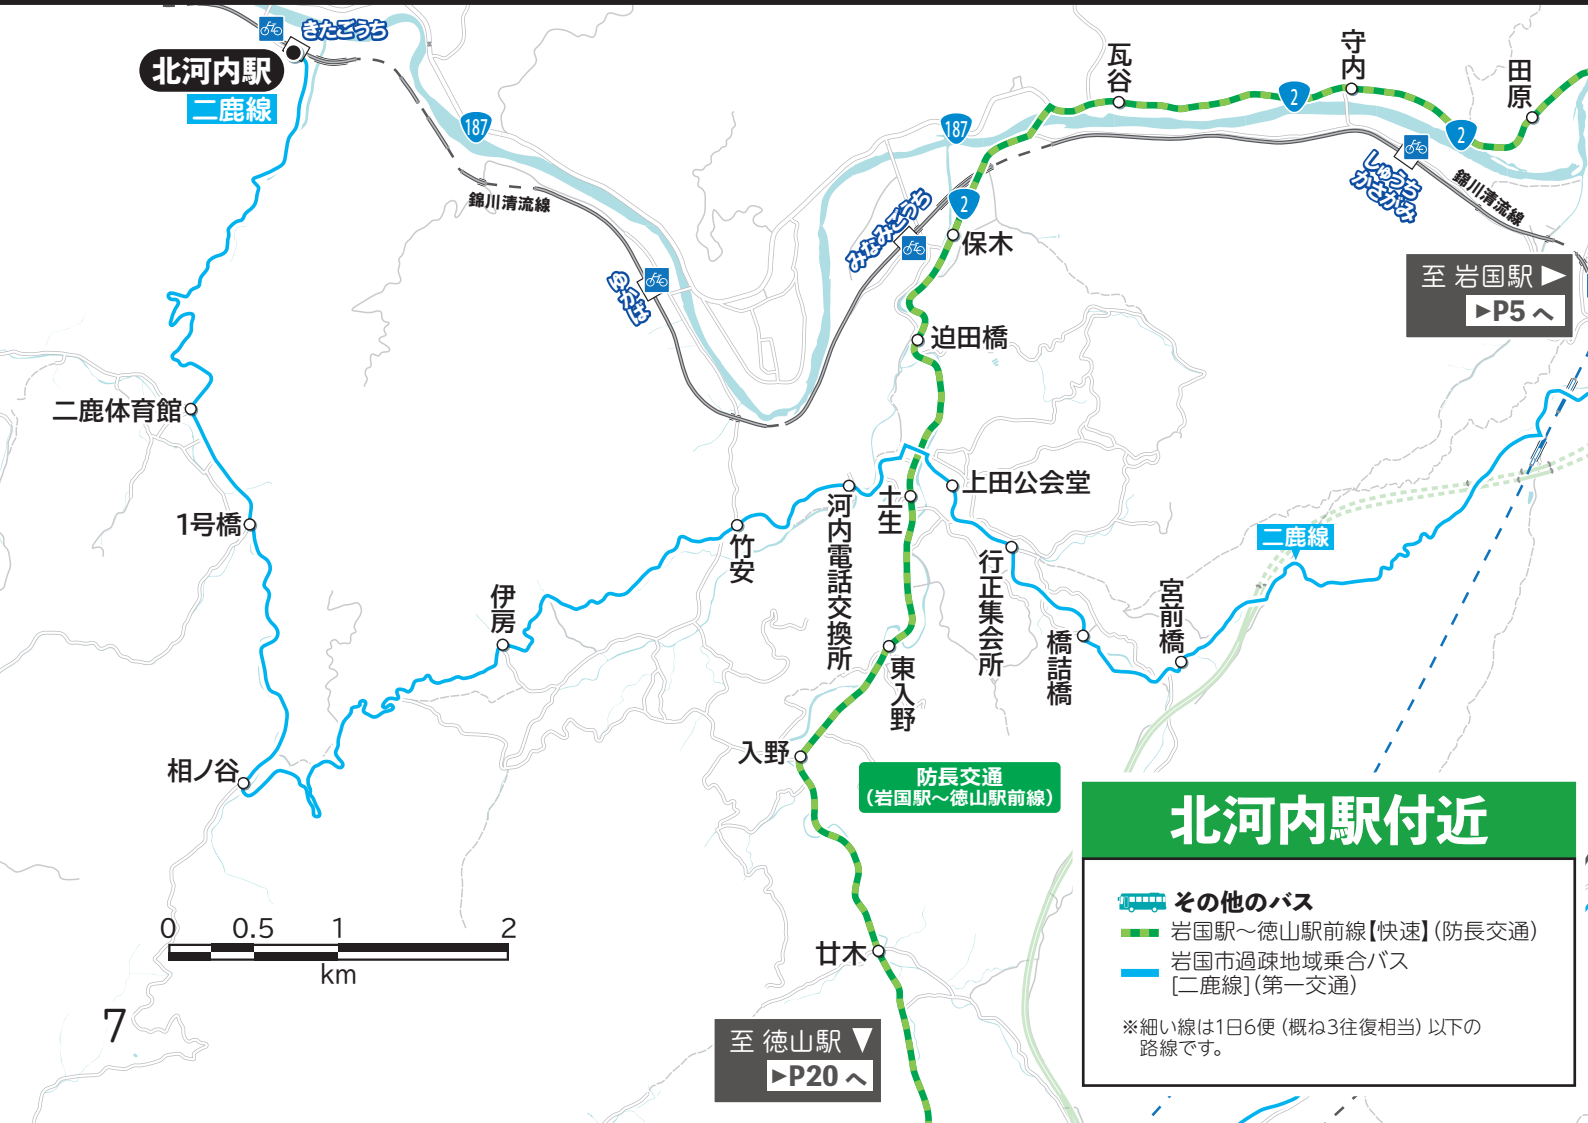 きたごうち
北河内駅
二鹿線
187
錦川清流線
ゆかば
みなみごうち
187
2
瓦谷
2
守内
2
田原
しゅうち
かさがみ
錦川清流線
至 岩国駅 ▶
▶P5 へ
保木
迫田橋
二鹿体育館
1号橋
相ノ谷
伊房
竹安
河内電話交換所
土生
上田公会堂
行正集会所
橋詰橋
宮前橋
二鹿線
東入野
入野
防長交通
(岩国駅〜徳山駅前線)
廿木
至 徳山駅 ▼
▶P20 へ
0 0.5 1 2
km
7
北河内駅付近
その他のバス
岩国駅〜徳山駅前線【快速】(防長交通)
岩国市過疎地域乗合バス
[二鹿線](第一交通)
※細い線は1日6便 (概ね3往復相当) 以下の
路線です。